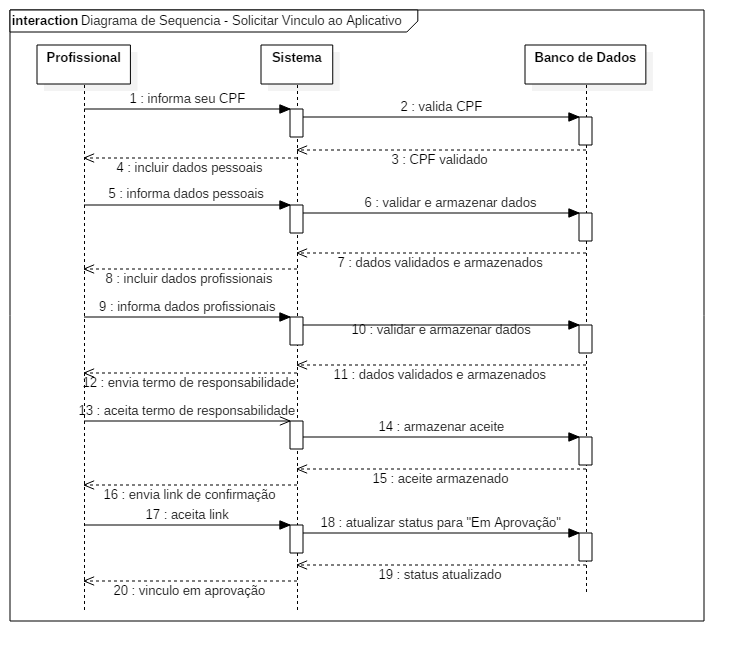 interaction Diagrama de Sequencia - Solicitar Vinculo ao Aplicativo
Profissional
Sistema
Banco de Dados
1 : informa seu CPF
2 : valida CPF
3 : CPF validado
4 : incluir dados pessoais
5 : informa dados pessoais
6 : validar e armazenar dados
7 : dados validados e armazenados
8 : incluir dados profissionais
9 : informa dados profissionais
10 : validar e armazenar dados
11 : dados validados e armazenados
12 : envia termo de responsabilidade
13 : aceita termo de responsabilidade
14 : armazenar aceite
15 : aceite armazenado
16 : envia link de confirmação
17 : aceita link
18 : atualizar status para "Em Aprovação"
19 : status atualizado
20 : vinculo em aprovação